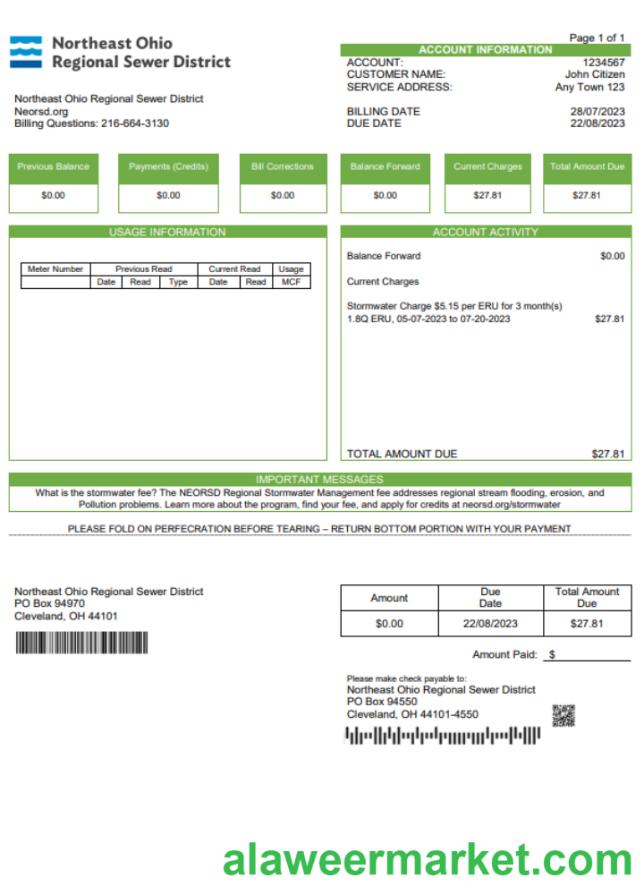 Northeast Ohio
Regional Sewer District
Page 1 of 1
ACCOUNT INFORMATION
ACCOUNT: 1234567
CUSTOMER NAME: John Citizen
SERVICE ADDRESS: Any Town 123
BILLING DATE 28/07/2023
DUE DATE 22/08/2023
Northeast Ohio Regional Sewer District
Neorsd.org
Billing Questions: 216-664-3130
Previous Balance Payments (Credits) Bill Corrections Balance Forward Current Charges Total Amount Due
$0.00 $0.00 $0.00 $0.00 $27.81 $27.81
USAGE INFORMATION
Meter Number Previous Read Current Read Usage
Date Read Type Date Read MCF
ACCOUNT ACTIVITY
Balance Forward $0.00
Current Charges
Stormwater Charge $5.15 per ERU for 3 month(s)
1.8Q ERU, 05-07-2023 to 07-20-2023 $27.81
TOTAL AMOUNT DUE $27.81
IMPORTANT MESSAGES
What is the stormwater fee? The NEORSD Regional Stormwater Management fee addresses regional stream flooding, erosion, and
Pollution problems. Learn more about the program, find your fee, and apply for credits at neorsd.org/stormwater
PLEASE FOLD ON PERFECRATION BEFORE TEARING – RETURN BOTTOM PORTION WITH YOUR PAYMENT
Northeast Ohio Regional Sewer District
PO Box 94970
Cleveland, OH 44101
Amount Due Date Total Amount Due
$0.00 22/08/2023 $27.81
Amount Paid: $
Please make check payable to:
Northeast Ohio Regional Sewer District
PO Box 94550
Cleveland, OH 44101-4550
alaweermarket.com